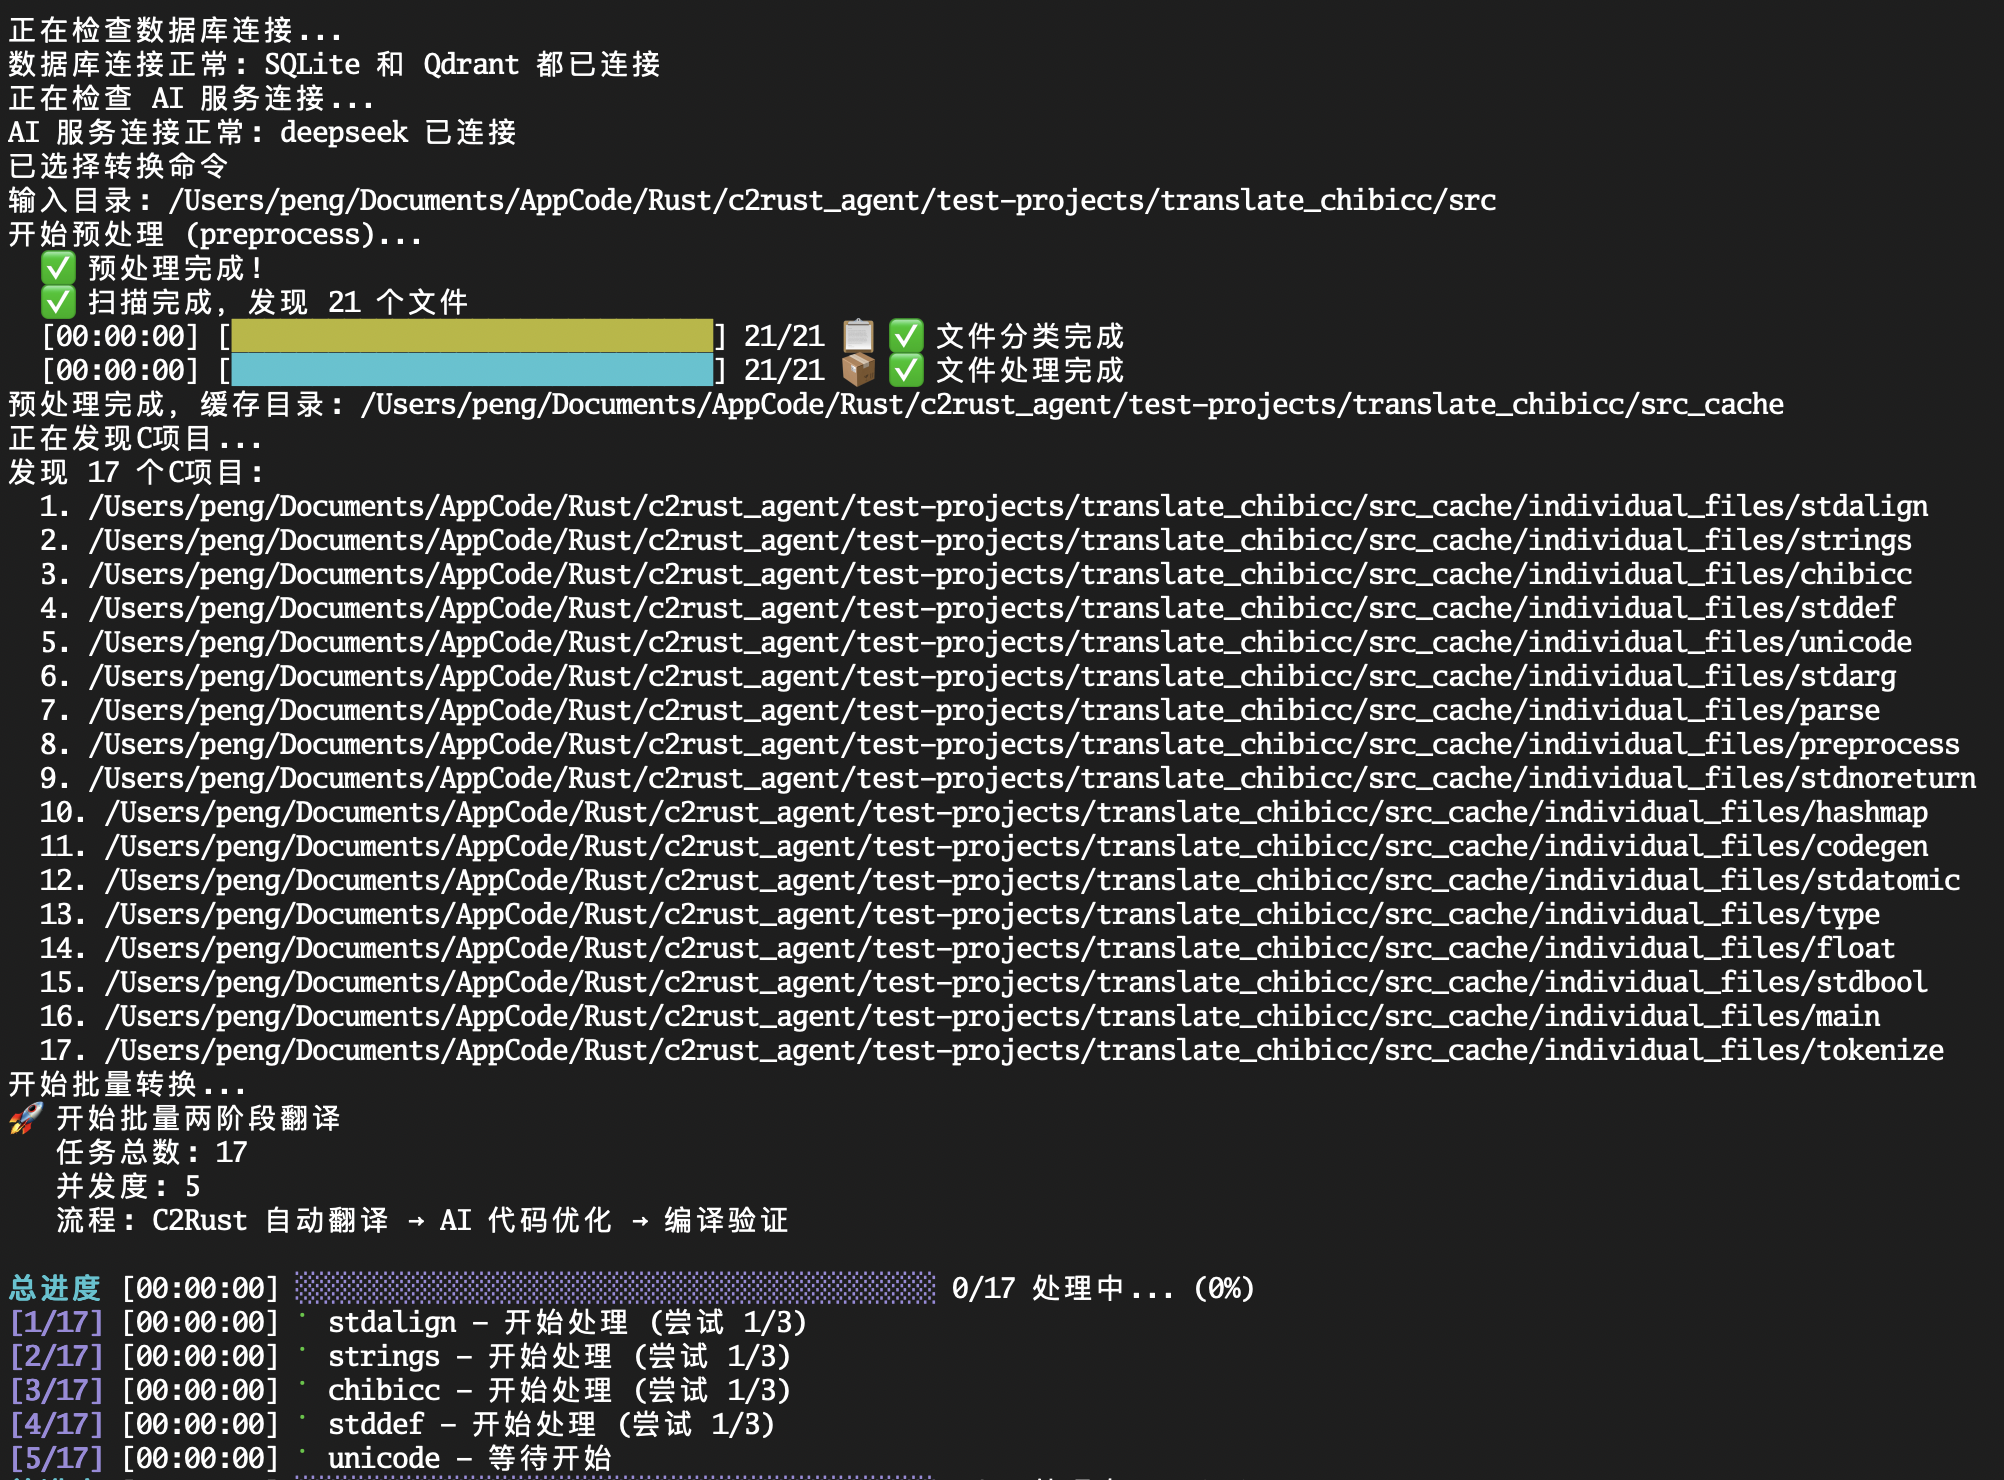 正在检查数据库连接...
数据库连接正常: SQLite 和 Qdrant 都已连接
正在检查 AI 服务连接...
AI 服务连接正常: deepseek 已连接
已选择转换命令
输入目录: /Users/peng/Documents/AppCode/Rust/c2rust_agent/test-projects/translate_chibicc/src
开始预处理 (preprocess)...
✅ 预处理完成!
✅ 扫描完成, 发现 21 个文件
[00:00:00] [] 21/21 📋 ✅ 文件分类完成
[00:00:00] [] 21/21 📦 ✅ 文件处理完成
预处理完成, 缓存目录: /Users/peng/Documents/AppCode/Rust/c2rust_agent/test-projects/translate_chibicc/src_cache
正在发现C项目...
发现 17 个C项目:
1. /Users/peng/Documents/AppCode/Rust/c2rust_agent/test-projects/translate_chibicc/src_cache/individual_files/stdalign
2. /Users/peng/Documents/AppCode/Rust/c2rust_agent/test-projects/translate_chibicc/src_cache/individual_files/strings
3. /Users/peng/Documents/AppCode/Rust/c2rust_agent/test-projects/translate_chibicc/src_cache/individual_files/chibicc
4. /Users/peng/Documents/AppCode/Rust/c2rust_agent/test-projects/translate_chibicc/src_cache/individual_files/stddef
5. /Users/peng/Documents/AppCode/Rust/c2rust_agent/test-projects/translate_chibicc/src_cache/individual_files/unicode
6. /Users/peng/Documents/AppCode/Rust/c2rust_agent/test-projects/translate_chibicc/src_cache/individual_files/stdarg
7. /Users/peng/Documents/AppCode/Rust/c2rust_agent/test-projects/translate_chibicc/src_cache/individual_files/parse
8. /Users/peng/Documents/AppCode/Rust/c2rust_agent/test-projects/translate_chibicc/src_cache/individual_files/preprocess
9. /Users/peng/Documents/AppCode/Rust/c2rust_agent/test-projects/translate_chibicc/src_cache/individual_files/stdnoreturn
10. /Users/peng/Documents/AppCode/Rust/c2rust_agent/test-projects/translate_chibicc/src_cache/individual_files/hashmap
11. /Users/peng/Documents/AppCode/Rust/c2rust_agent/test-projects/translate_chibicc/src_cache/individual_files/codegen
12. /Users/peng/Documents/AppCode/Rust/c2rust_agent/test-projects/translate_chibicc/src_cache/individual_files/stdatomic
13. /Users/peng/Documents/AppCode/Rust/c2rust_agent/test-projects/translate_chibicc/src_cache/individual_files/type
14. /Users/peng/Documents/AppCode/Rust/c2rust_agent/test-projects/translate_chibicc/src_cache/individual_files/float
15. /Users/peng/Documents/AppCode/Rust/c2rust_agent/test-projects/translate_chibicc/src_cache/individual_files/stdbool
16. /Users/peng/Documents/AppCode/Rust/c2rust_agent/test-projects/translate_chibicc/src_cache/individual_files/main
17. /Users/peng/Documents/AppCode/Rust/c2rust_agent/test-projects/translate_chibicc/src_cache/individual_files/tokenize
开始批量转换...
🚀 开始批量两阶段翻译
任务总数: 17
并发度: 5
流程: C2Rust 自动翻译 → AI 代码优化 → 编译验证
总进度 [00:00:00] 0/17 处理中... (0%)
[1/17] [00:00:00] stdalign - 开始处理 (尝试 1/3)
[2/17] [00:00:00] strings - 开始处理 (尝试 1/3)
[3/17] [00:00:00] chibicc - 开始处理 (尝试 1/3)
[4/17] [00:00:00] stddef - 开始处理 (尝试 1/3)
[5/17] [00:00:00] unicode - 等待开始